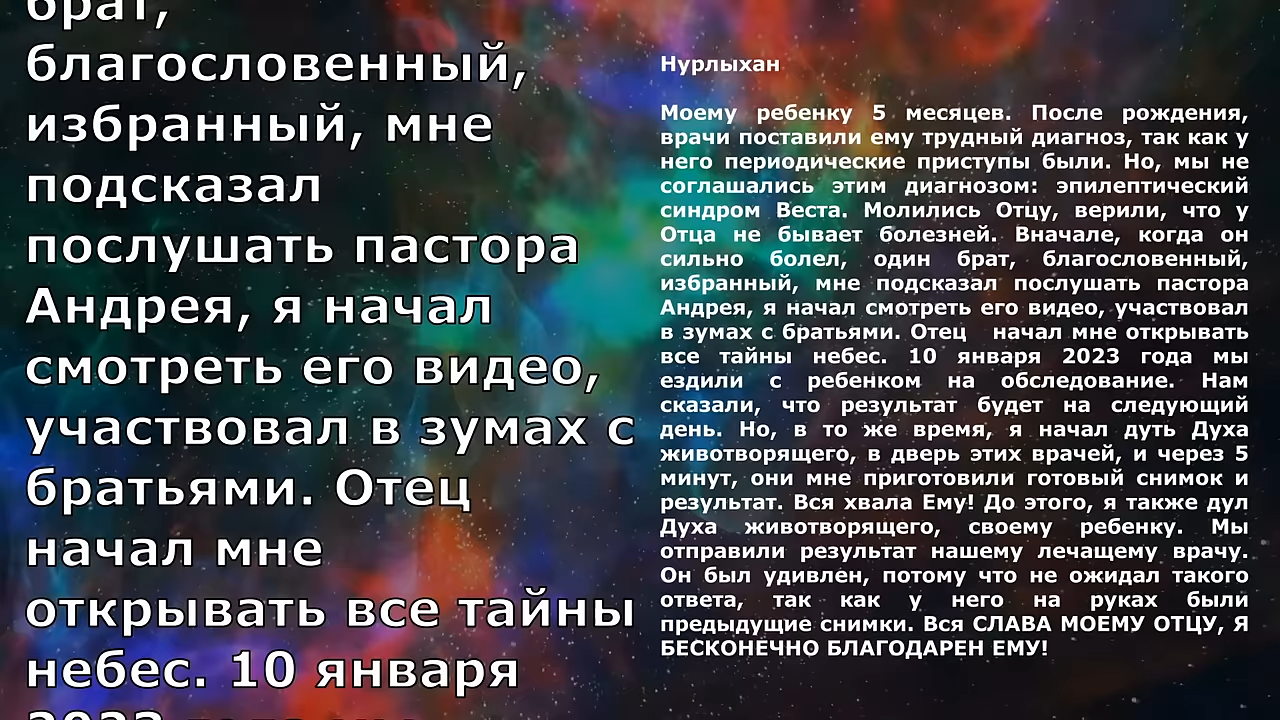 брат,
благословенный,
избранный, мне
подсказал
послушать пастора
Андрея, я начал
смотреть его видео,
участвовал в зумах с
братьями. Отец
начал мне
открывать все тайны
небес. 10 января
2023
Нурлыхан
Моему ребенку 5 месяцев. После рождения,
врачи поставили ему трудный диагноз, так как у
него периодические приступы были. Но, мы не
соглашались этим диагнозом: эпилептический
синдром Веста. Молились Отцу, верили, что у
Отца не бывает болезней. Вначале, когда он
сильно болел, один брат, благословенный,
избранный, мне подсказал послушать пастора
Андрея, я начал смотреть его видео, участвовал
в зумах с братьями. Отец начал мне открывать
все тайны небес. 10 января 2023 года мы
ездили с ребенком на обследование. Нам
сказали, что результат будет на следующий
день. Но, в то же время, я начал дуть Духа
животворящего, в дверь этих врачей, и через 5
минут, они мне приготовили готовый снимок и
результат. Вся хвала Ему! До этого, я также дул
Духа животворящего, своему ребенку. Мы
отправили результат нашему лечащему врачу.
Он был удивлён, потому что не ожидал такого
ответа, так как у него на руках были
предыдущие снимки. Вся СЛАВА МОЕМУ ОТЦУ, Я
БЕСКОНЕЧНО БЛАГОДАРЕН ЕМУ!